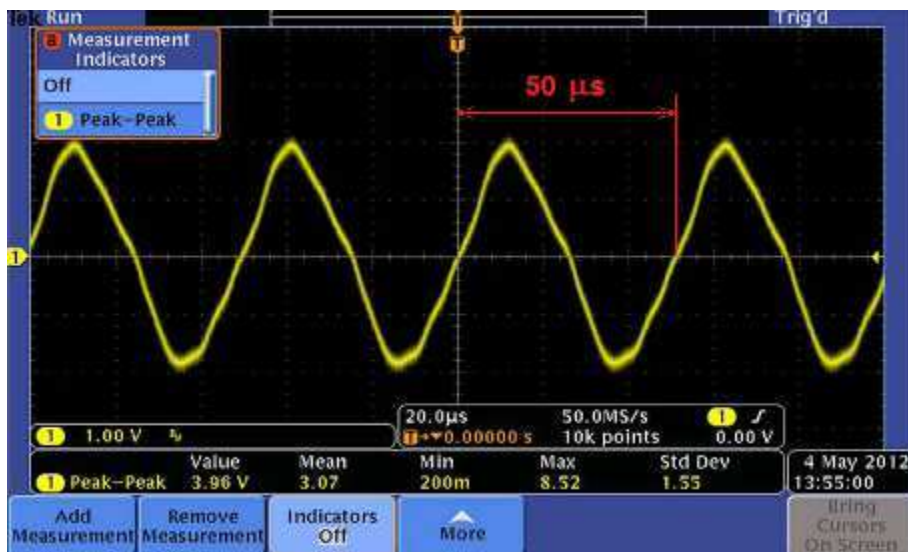 Tek Run Trig'd
T
B Measurement Indicators
Off
1 Peak-Peak
T
50 μs
1
1 1.00 V
20.0μs 50.0MS/s 1
T→▼0.00000 s 10k points 0.00 V
Value Mean Min Max Std Dev
1 Peak-Peak 3.96 V 3.07 200m 8.52 1.55
4 May 2012
13:55:00
Add Measurement
Remove Measurement
Indicators Off
More
Bring Cursors On Screen